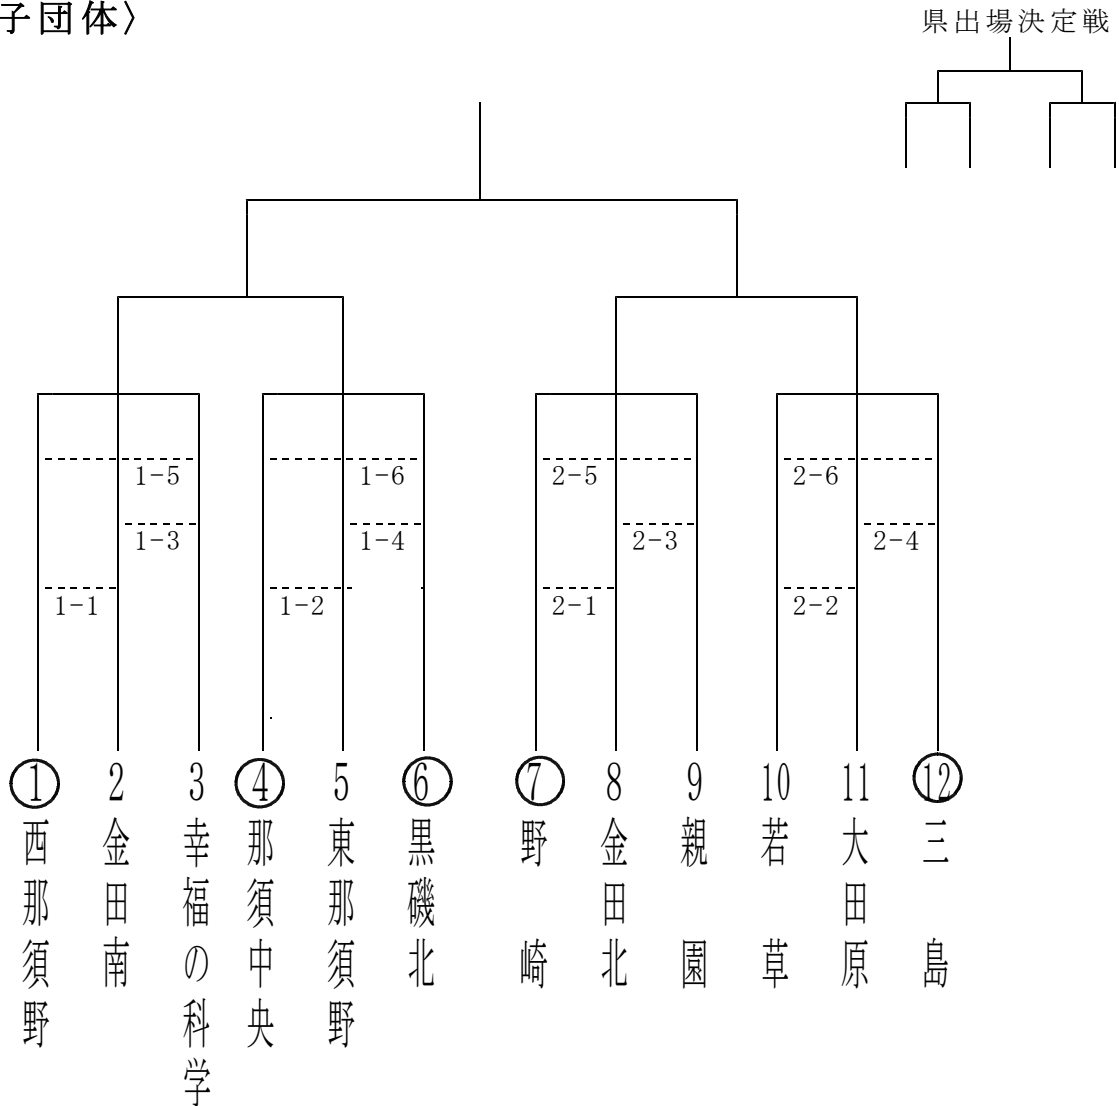 子団体〉
県出場決定戦
1-5 1-6 2-5 2-6
1-3 1-4 2-3 2-4
1-1 1-2 2-1 2-2
1 2 3 4 5 6 7 8 9 10 11 12
西那須野
金田南
幸福の科学
那須中央
東那須野
黒磯北
野崎
金田北
親園
若草
大田原
三島